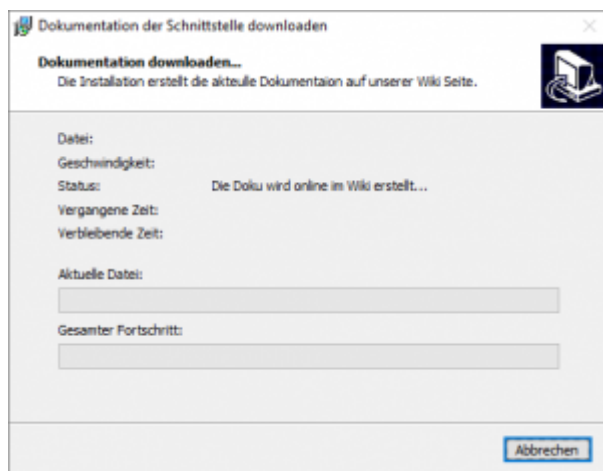 Dokumentation der Schnittstelle downloaden
Dokumentation downloaden...
Die Installation erstellt die akteulle Dokumentaion auf unserer Wiki Seite.
Datei:
Geschwindigkeit:
Status: Die Doku wird online im Wiki erstellt...
Vergangene Zeit:
Verbleibende Zeit:
Aktuelle Datei:
Gesamter Fortschritt:
Abbrechen